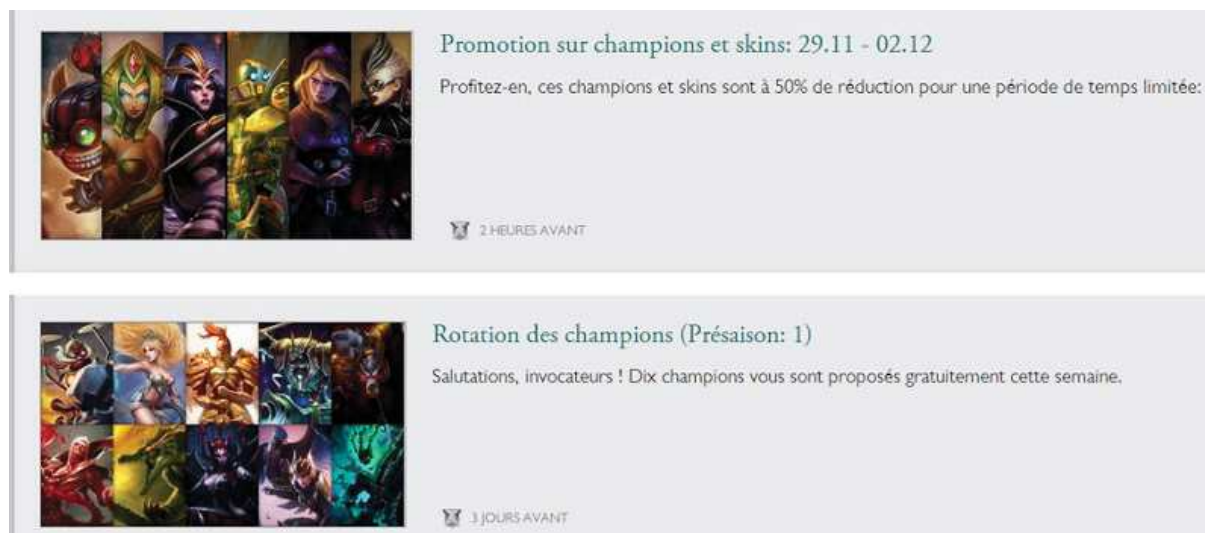 Promotion sur champions et skins: 29.11 - 02.12
Profitez-en, ces champions et skins sont à 50% de réduction pour une période de temps limitée:
2 HEURES AVANT
Rotation des champions (Présaison: 1)
Salutations, invocateurs ! Dix champions vous sont proposés gratuitement cette semaine.
3 JOURS AVANT